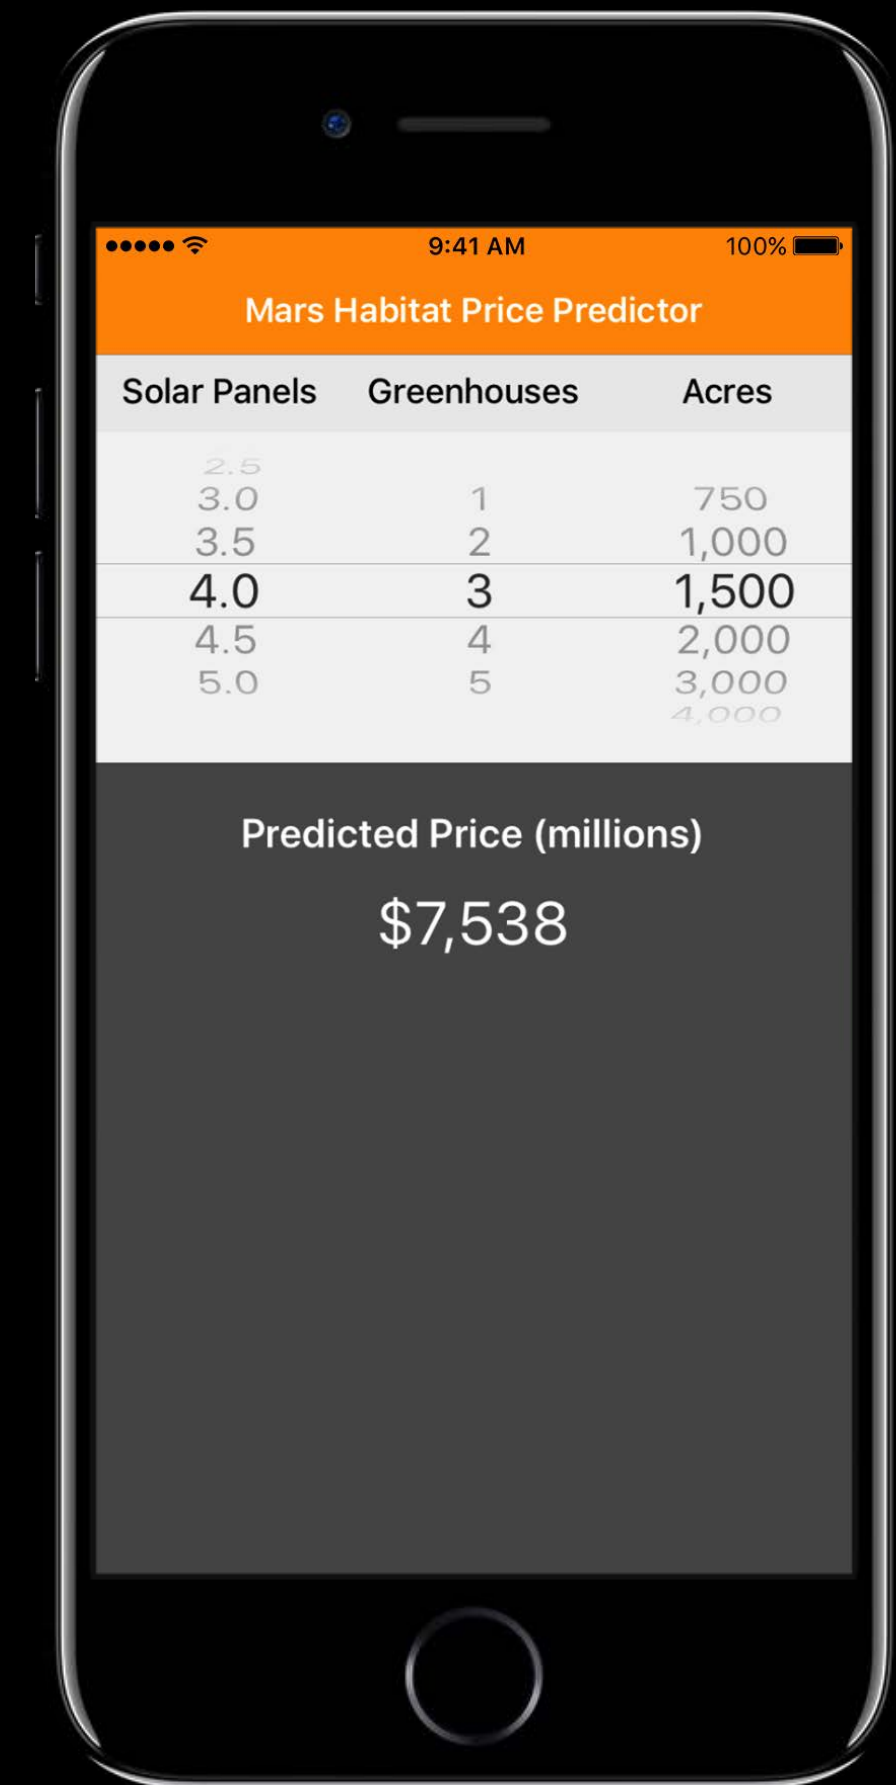 9:41 AM 100%
Mars Habitat Price Predictor
Solar Panels Greenhouses Acres
2.5
3.0 1 750
3.5 2 1,000
4.0 3 1,500
4.5 4 2,000
5.0 5 3,000
4,000
Predicted Price (millions)
$7,538